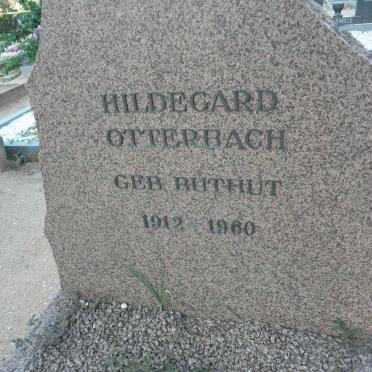 HILDEGARD
OTTERBACH
GEB. BUTHUT
1912 - 1960